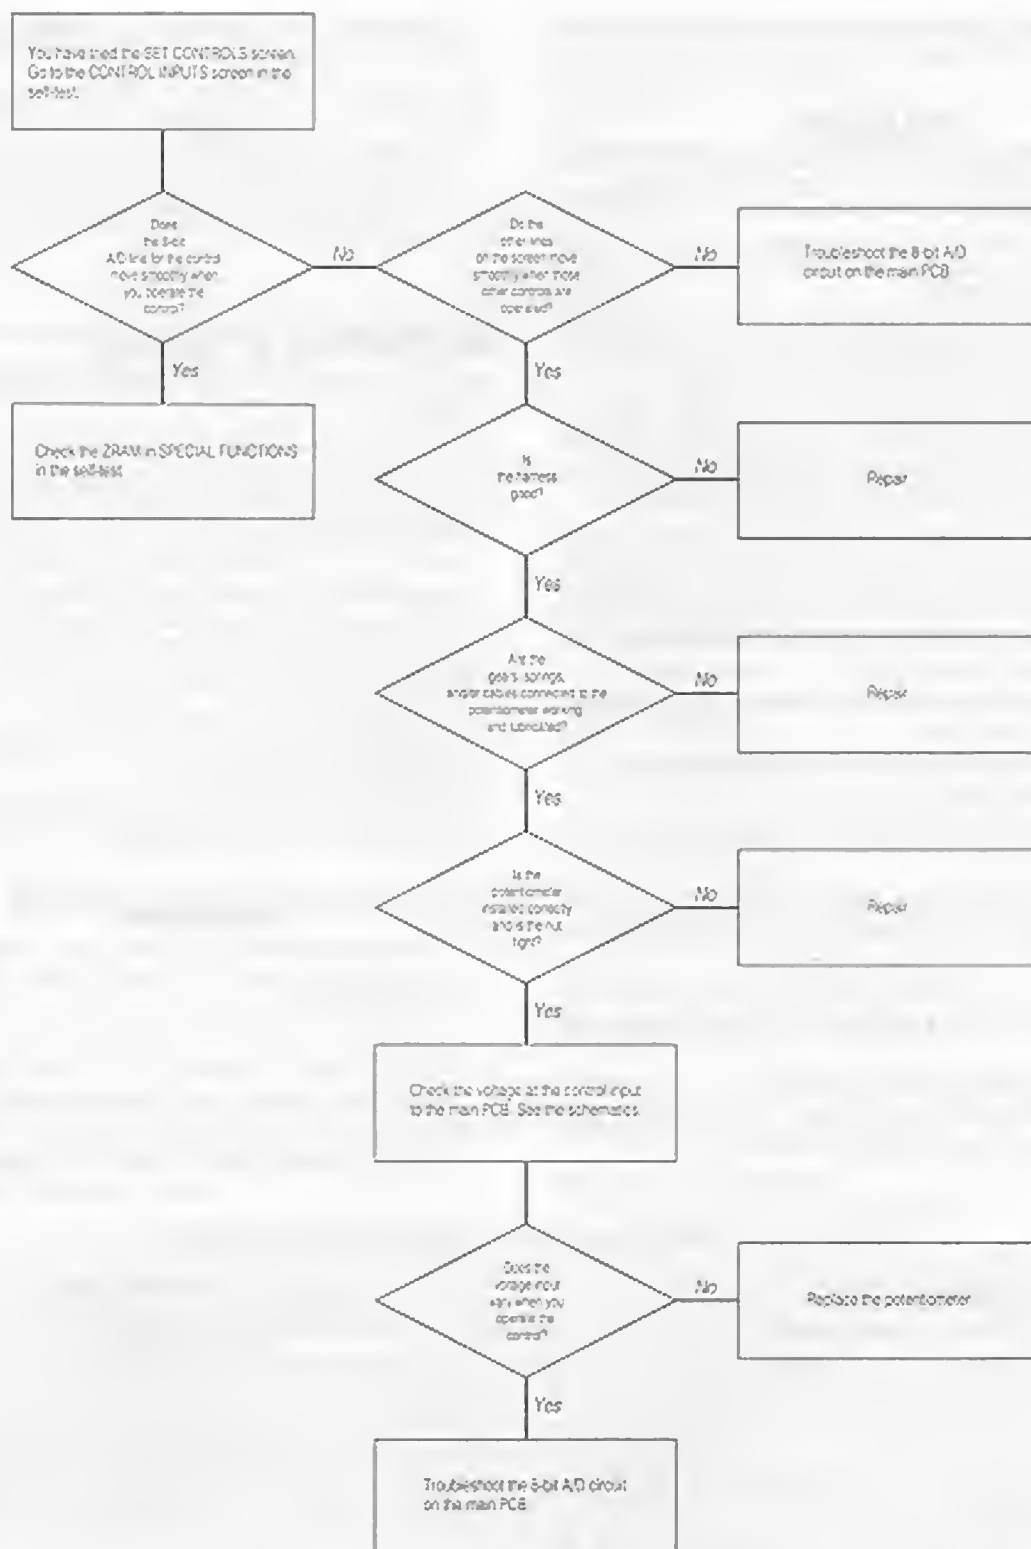 You have tried the SET CONTROLS screen.
Go to the CONTROL INPUTS screen in the
self-test.
Does
the 8-bit
A/D line for the control
move smoothly when
you operate the
control?
No
Do the
other lines
on the screen move
smoothly when those
other controls are
operated?
No
Troubleshoot the 8-bit A/D
circuit on the main PCB.
Yes
Yes
Check the ZRAM in SPECIAL FUNCTIONS
in the self-test.
Is
the harness
good?
No
Repair.
Yes
Are the
gears, springs,
and/or cables connected to the
potentiometer working
and lubricated?
No
Repair.
Yes
Is the
potentiometer
installed correctly
and is the nut
tight?
No
Repair.
Yes
Check the voltage at the control input
to the main PCB. See the schematics.
Does the
voltage input
vary when you
operate the
control?
No
Replace the potentiometer.
Yes
Troubleshoot the 8-bit A/D circuit
on the main PCB.